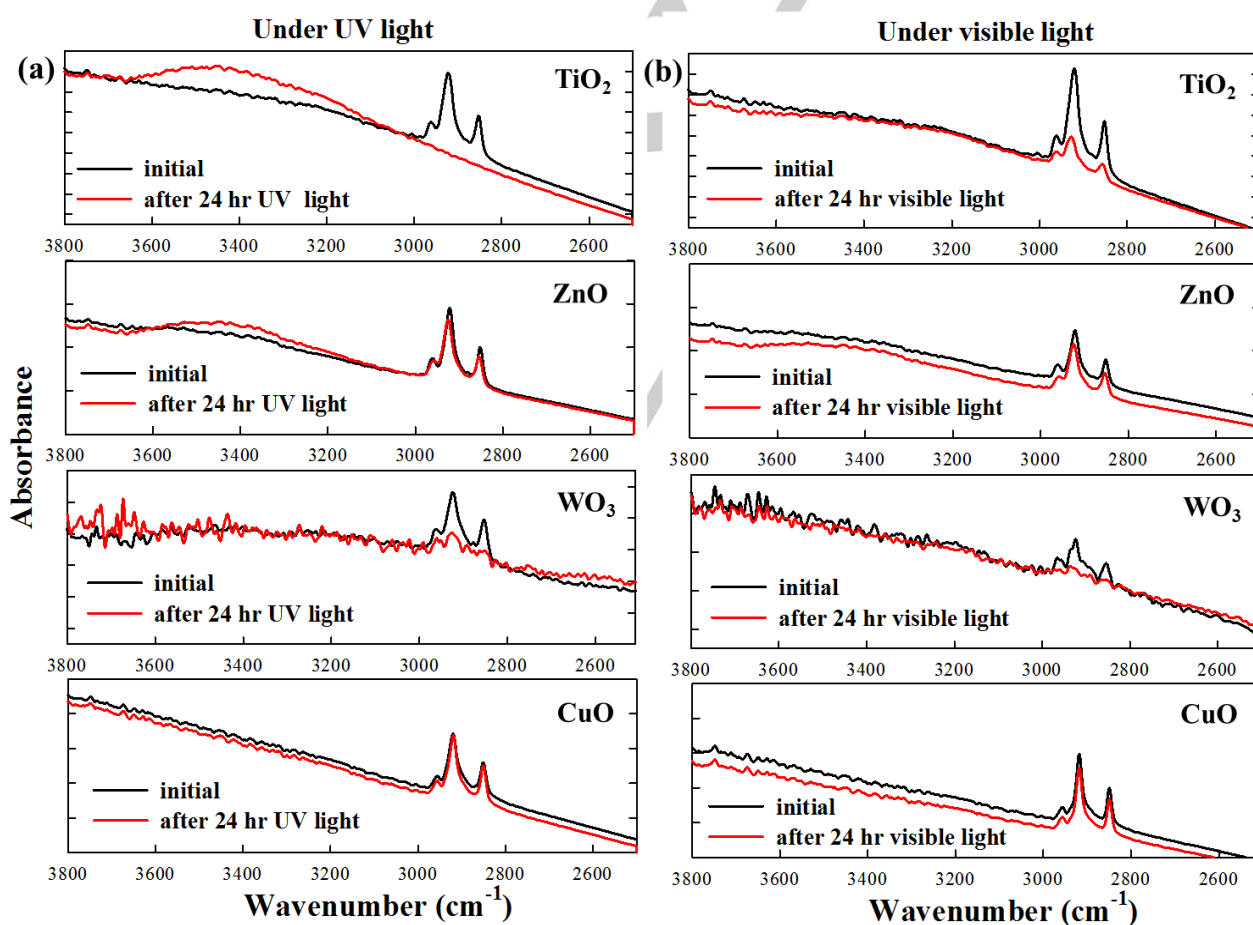 Under UV light
(a)
TiO2
initial
after 24 hr UV light
3800 3600 3400 3200 3000 2800 2600
ZnO
initial
after 24 hr UV light
3800 3600 3400 3200 3000 2800 2600
WO3
initial
after 24 hr UV light
3800 3600 3400 3200 3000 2800 2600
CuO
initial
after 24 hr UV light
3800 3600 3400 3200 3000 2800 2600
Absorbance
Wavenumber (cm-1)
Under visible light
(b)
TiO2
initial
after 24 hr visible light
3800 3600 3400 3200 3000 2800 2600
ZnO
initial
after 24 hr visible light
3800 3600 3400 3200 3000 2800 2600
WO3
initial
after 24 hr visible light
3800 3600 3400 3200 3000 2800 2600
CuO
initial
after 24 hr visible light
3800 3600 3400 3200 3000 2800 2600
Wavenumber (cm-1)